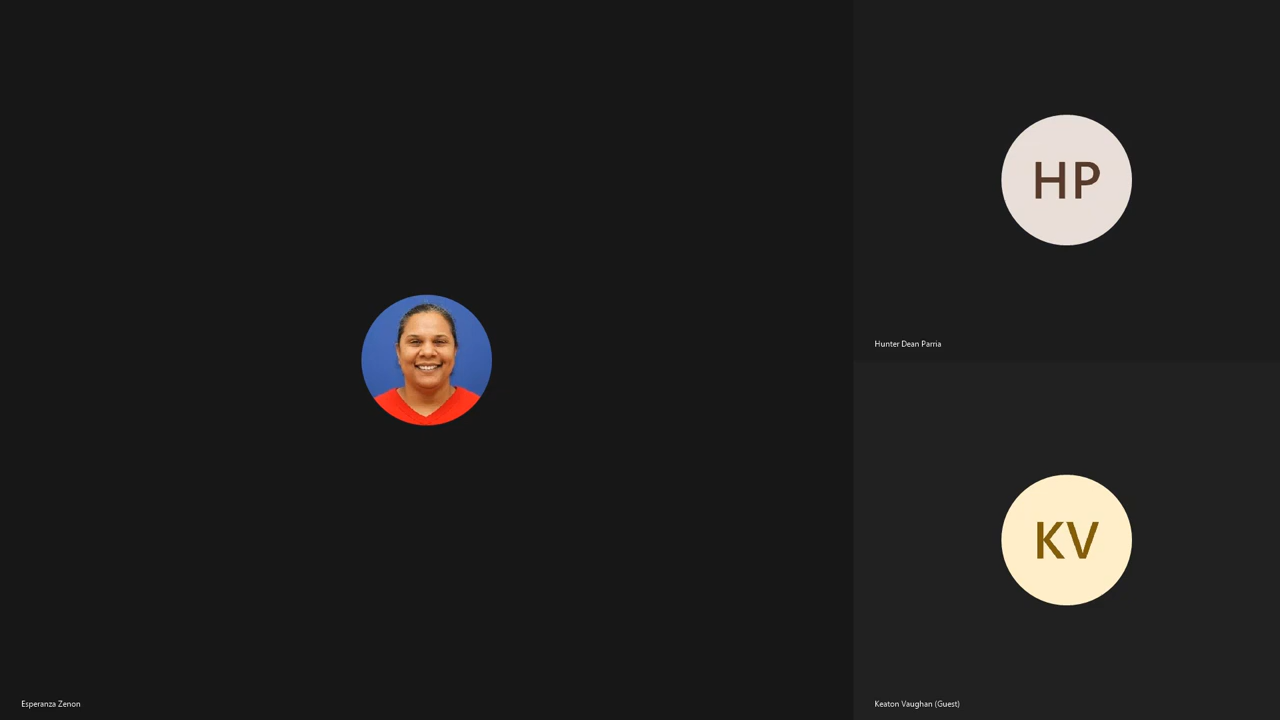 HP
Hunter Dean Parria
KV
Esperanza Zenon
Keaton Vaughan (Guest)